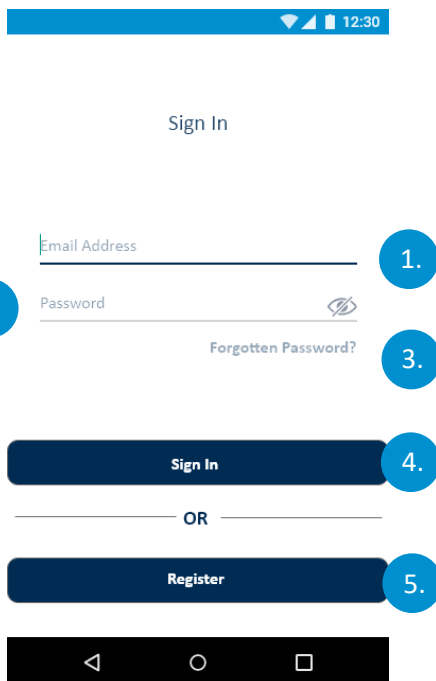 12:30
Sign In
Email Address
1.
Password
Forgotten Password?
3.
Sign In
4.
OR
Register
5.